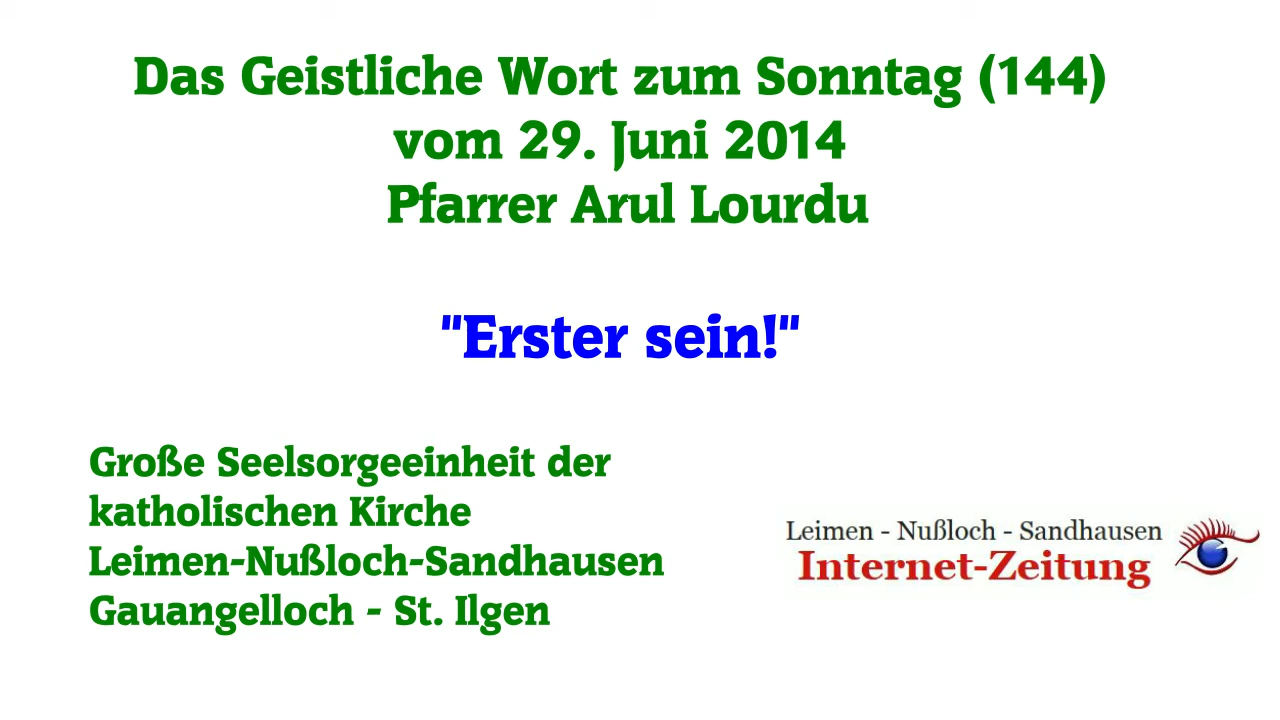 Das Geistliche Wort zum Sonntag (144)
vom 29. Juni 2014
Pfarrer Arul Lourdu
"Erster sein!"
Große Seelsorgeeinheit der
katholischen Kirche
Leimen-Nußloch-Sandhausen
Gauangelloch - St. Ilgen
Leimen - Nußloch - Sandhausen
Internet-Zeitung